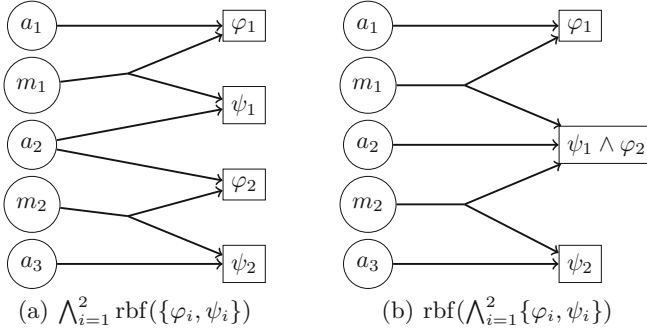 a₁ φ₁ a₁ φ₁
m₁ m₁
ψ₁
a₂ a₂ ψ₁ ∧ φ₂
φ₂
m₂ m₂
a₃ ψ₂ a₃ ψ₂
(a) ⋀²ᵢ₌₁ rbf({φᵢ, ψᵢ}) (b) rbf(⋀²ᵢ₌₁{φᵢ, ψᵢ})